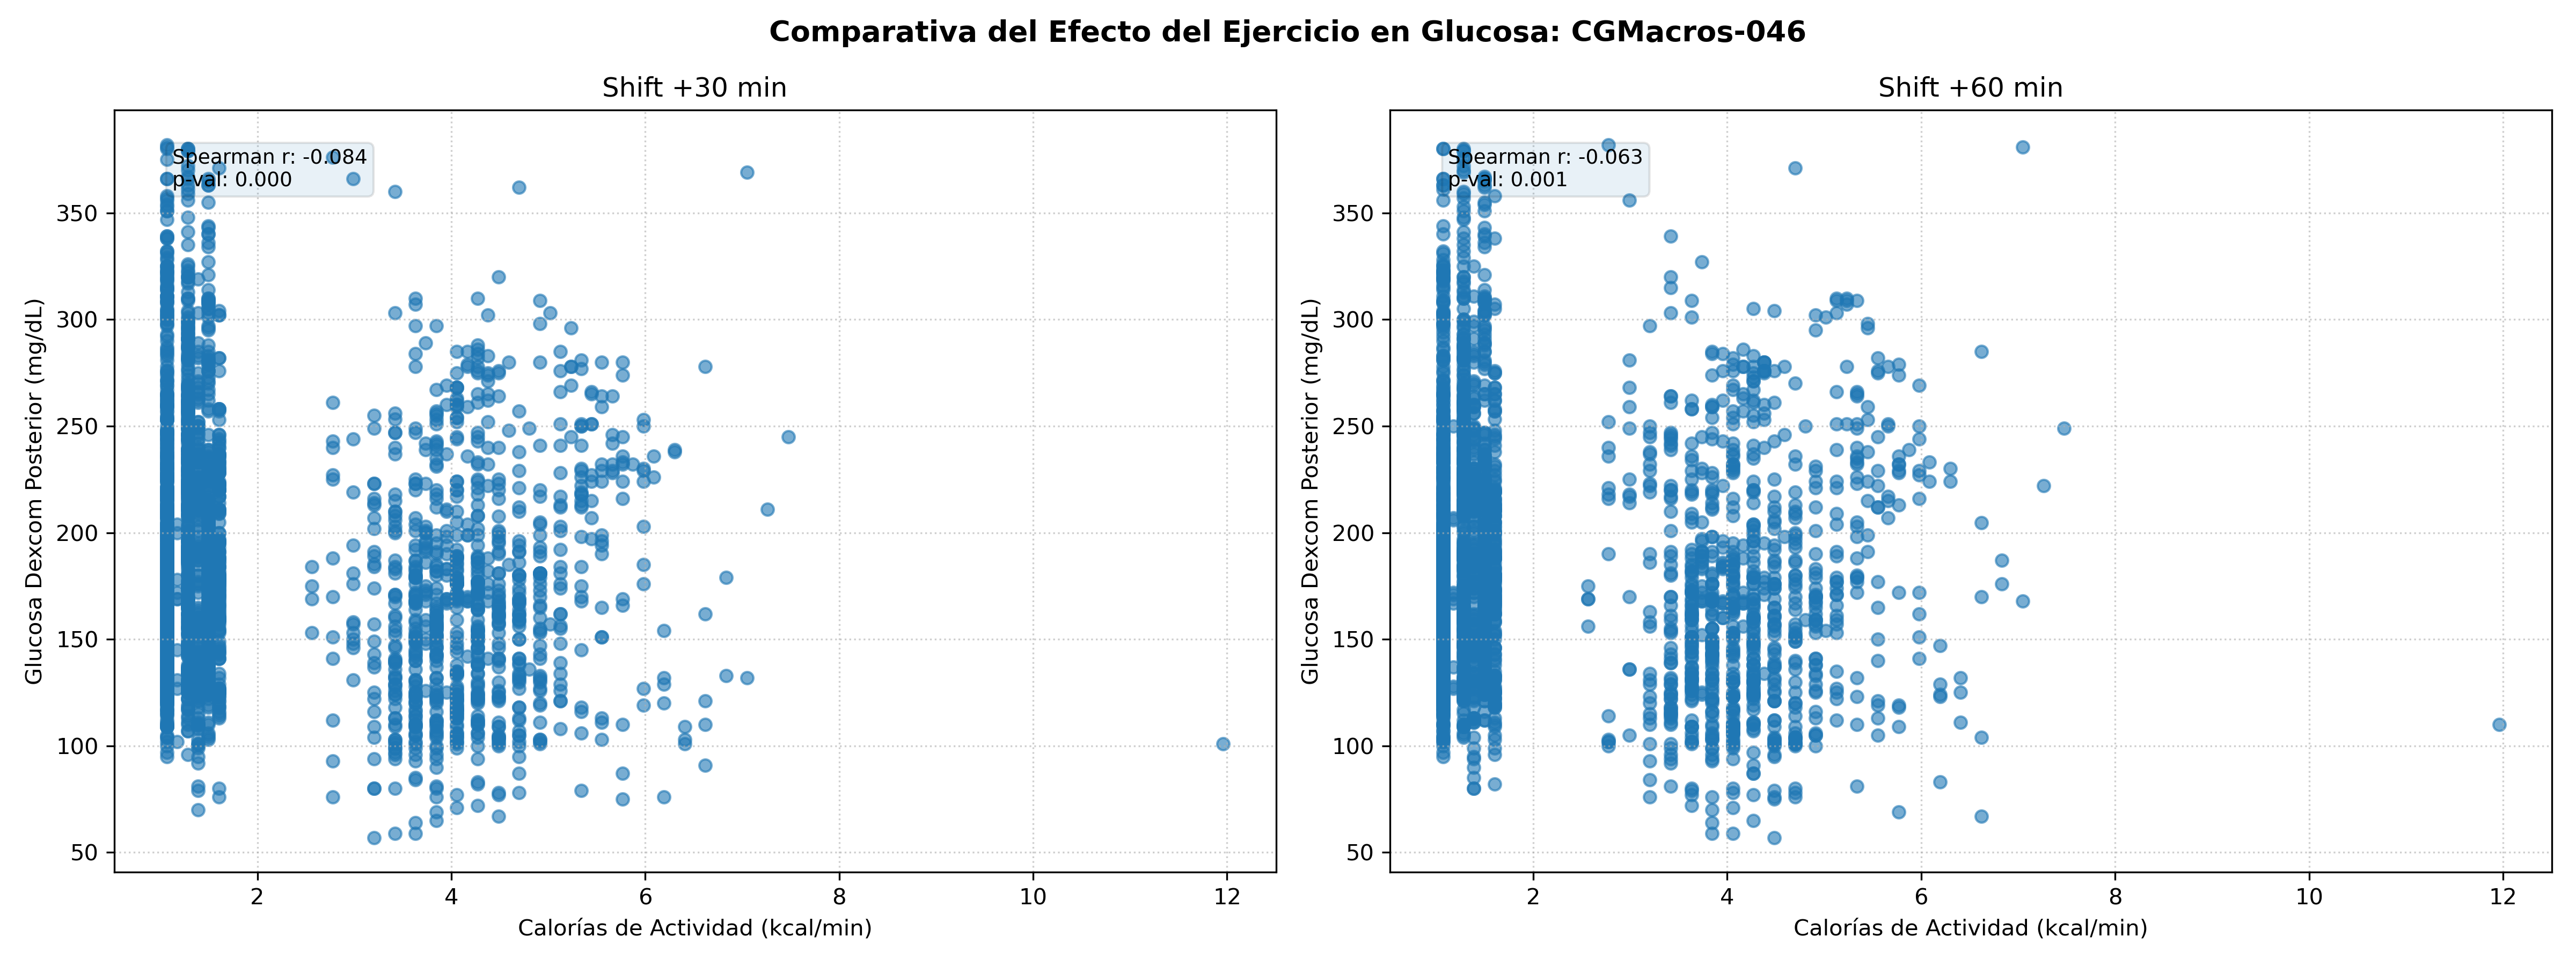 Comparativa del Efecto del Ejercicio en Glucosa: CGMacros-046
Shift +30 min
Spearman r: -0.084
p-val: 0.000
350
300
250
200
150
100
50
Glucosa Dexcom Posterior (mg/dL)
2 4 6 8 10 12
Calorías de Actividad (kcal/min)
Shift +60 min
Spearman r: -0.063
p-val: 0.001
350
300
250
200
150
100
50
Glucosa Dexcom Posterior (mg/dL)
2 4 6 8 10 12
Calorías de Actividad (kcal/min)